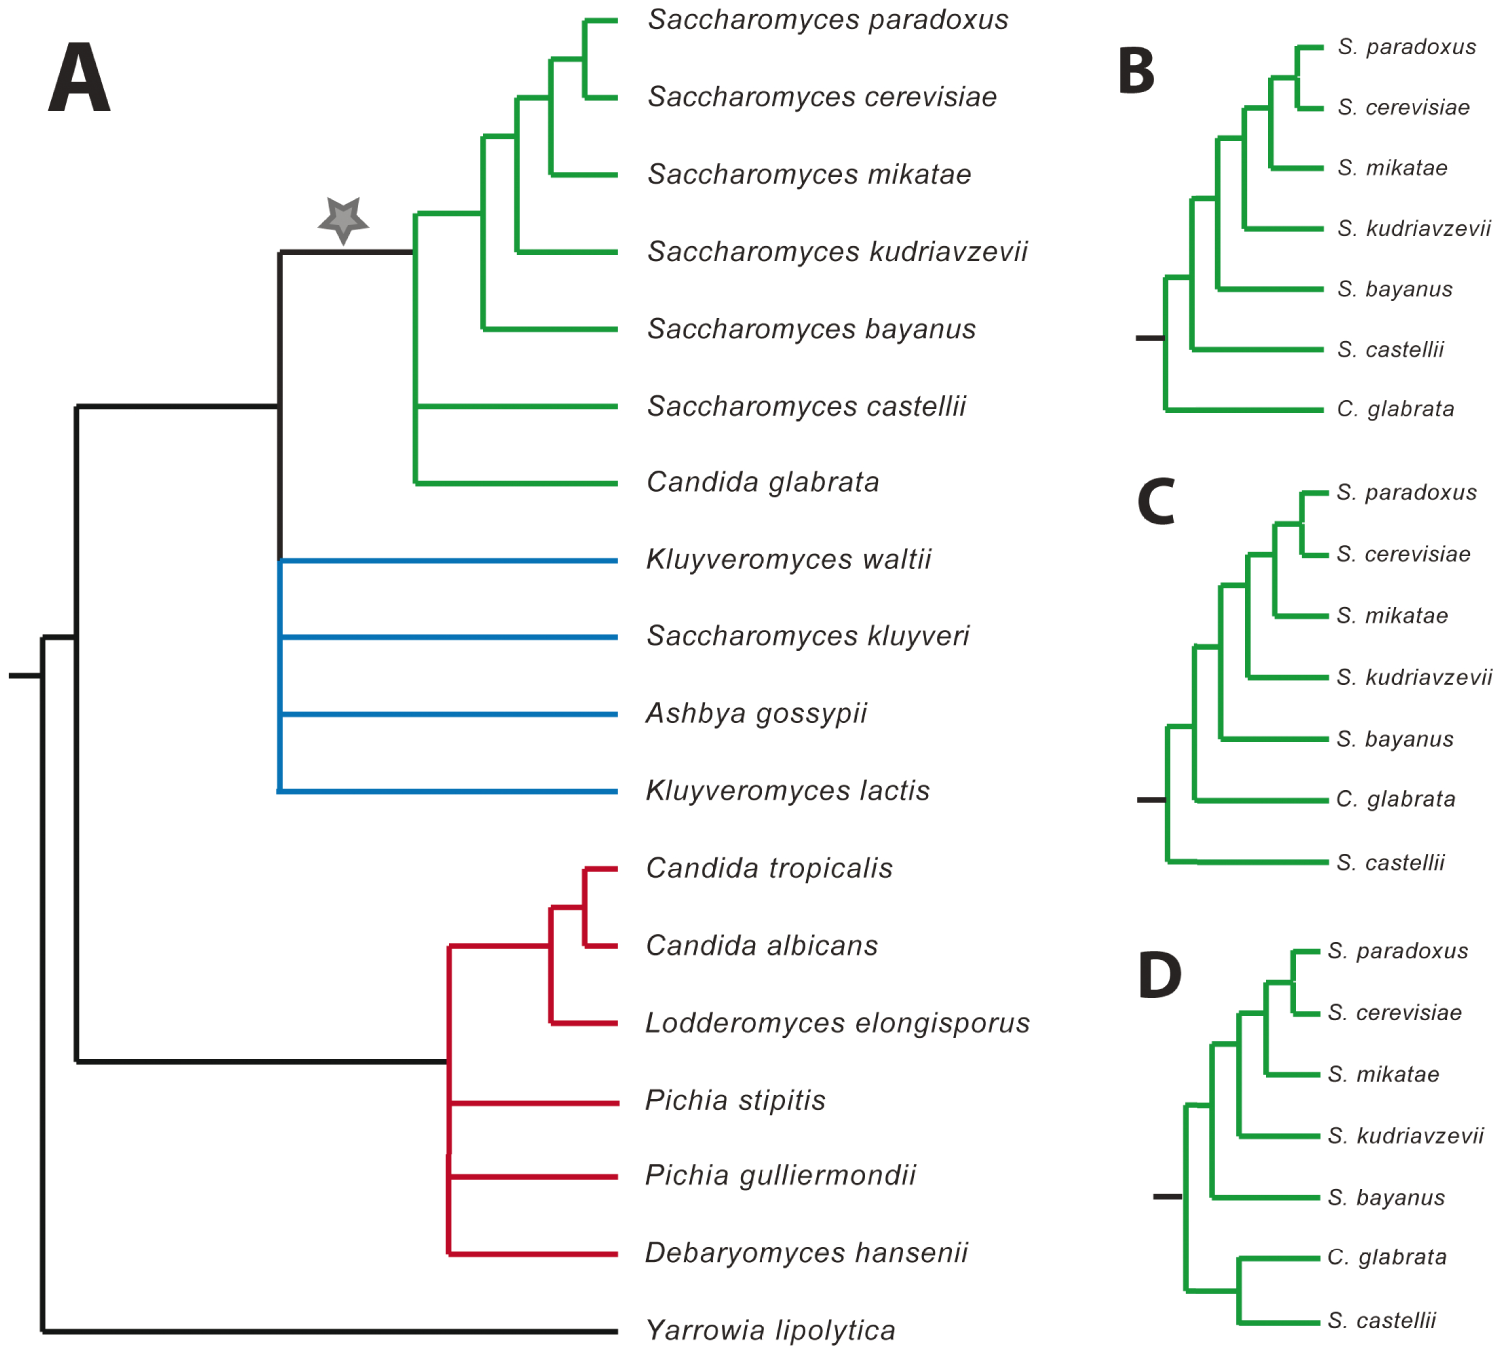 A
Saccharomyces paradoxus
Saccharomyces cerevisiae
Saccharomyces mikatae
Saccharomyces kudriavzevii
Saccharomyces bayanus
Saccharomyces castellii
Candida glabrata
Kluyveromyces waltii
Saccharomyces kluyveri
Ashbya gossypii
Kluyveromyces lactis
Candida tropicalis
Candida albicans
Lodderomyces elongisporus
Pichia stipitis
Pichia gulliermondii
Debaryomyces hansenii
Yarrowia lipolytica
B
S. paradoxus
S. cerevisiae
S. mikatae
S. kudriavzevii
S. bayanus
S. castellii
C. glabrata
C
S. paradoxus
S. cerevisiae
S. mikatae
S. kudriavzevii
S. bayanus
C. glabrata
S. castellii
D
S. paradoxus
S. cerevisiae
S. mikatae
S. kudriavzevii
S. bayanus
C. glabrata
S. castellii